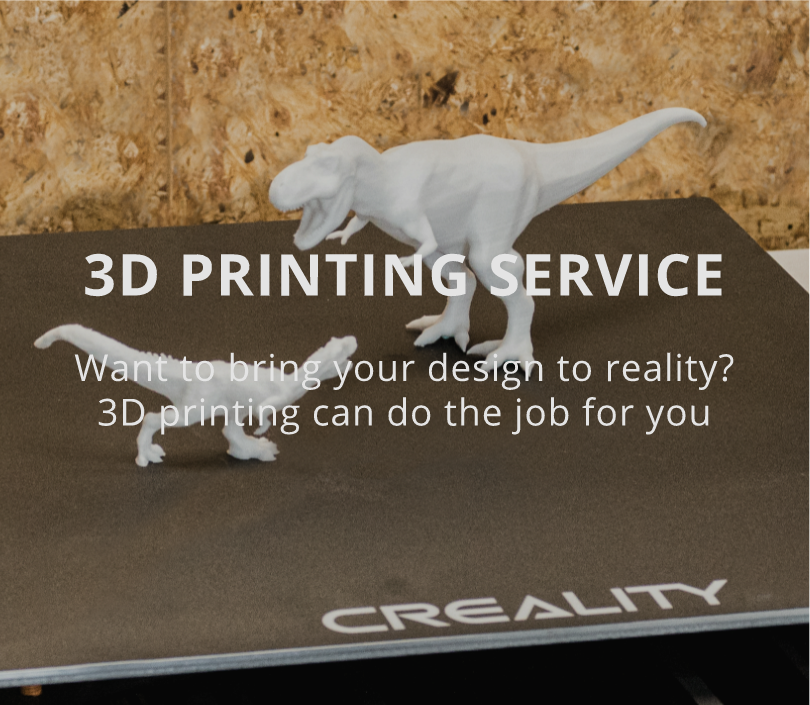 3D PRINTING SERVICE
Want to bring your design to reality?
3D printing can do the job for you
CREALITY